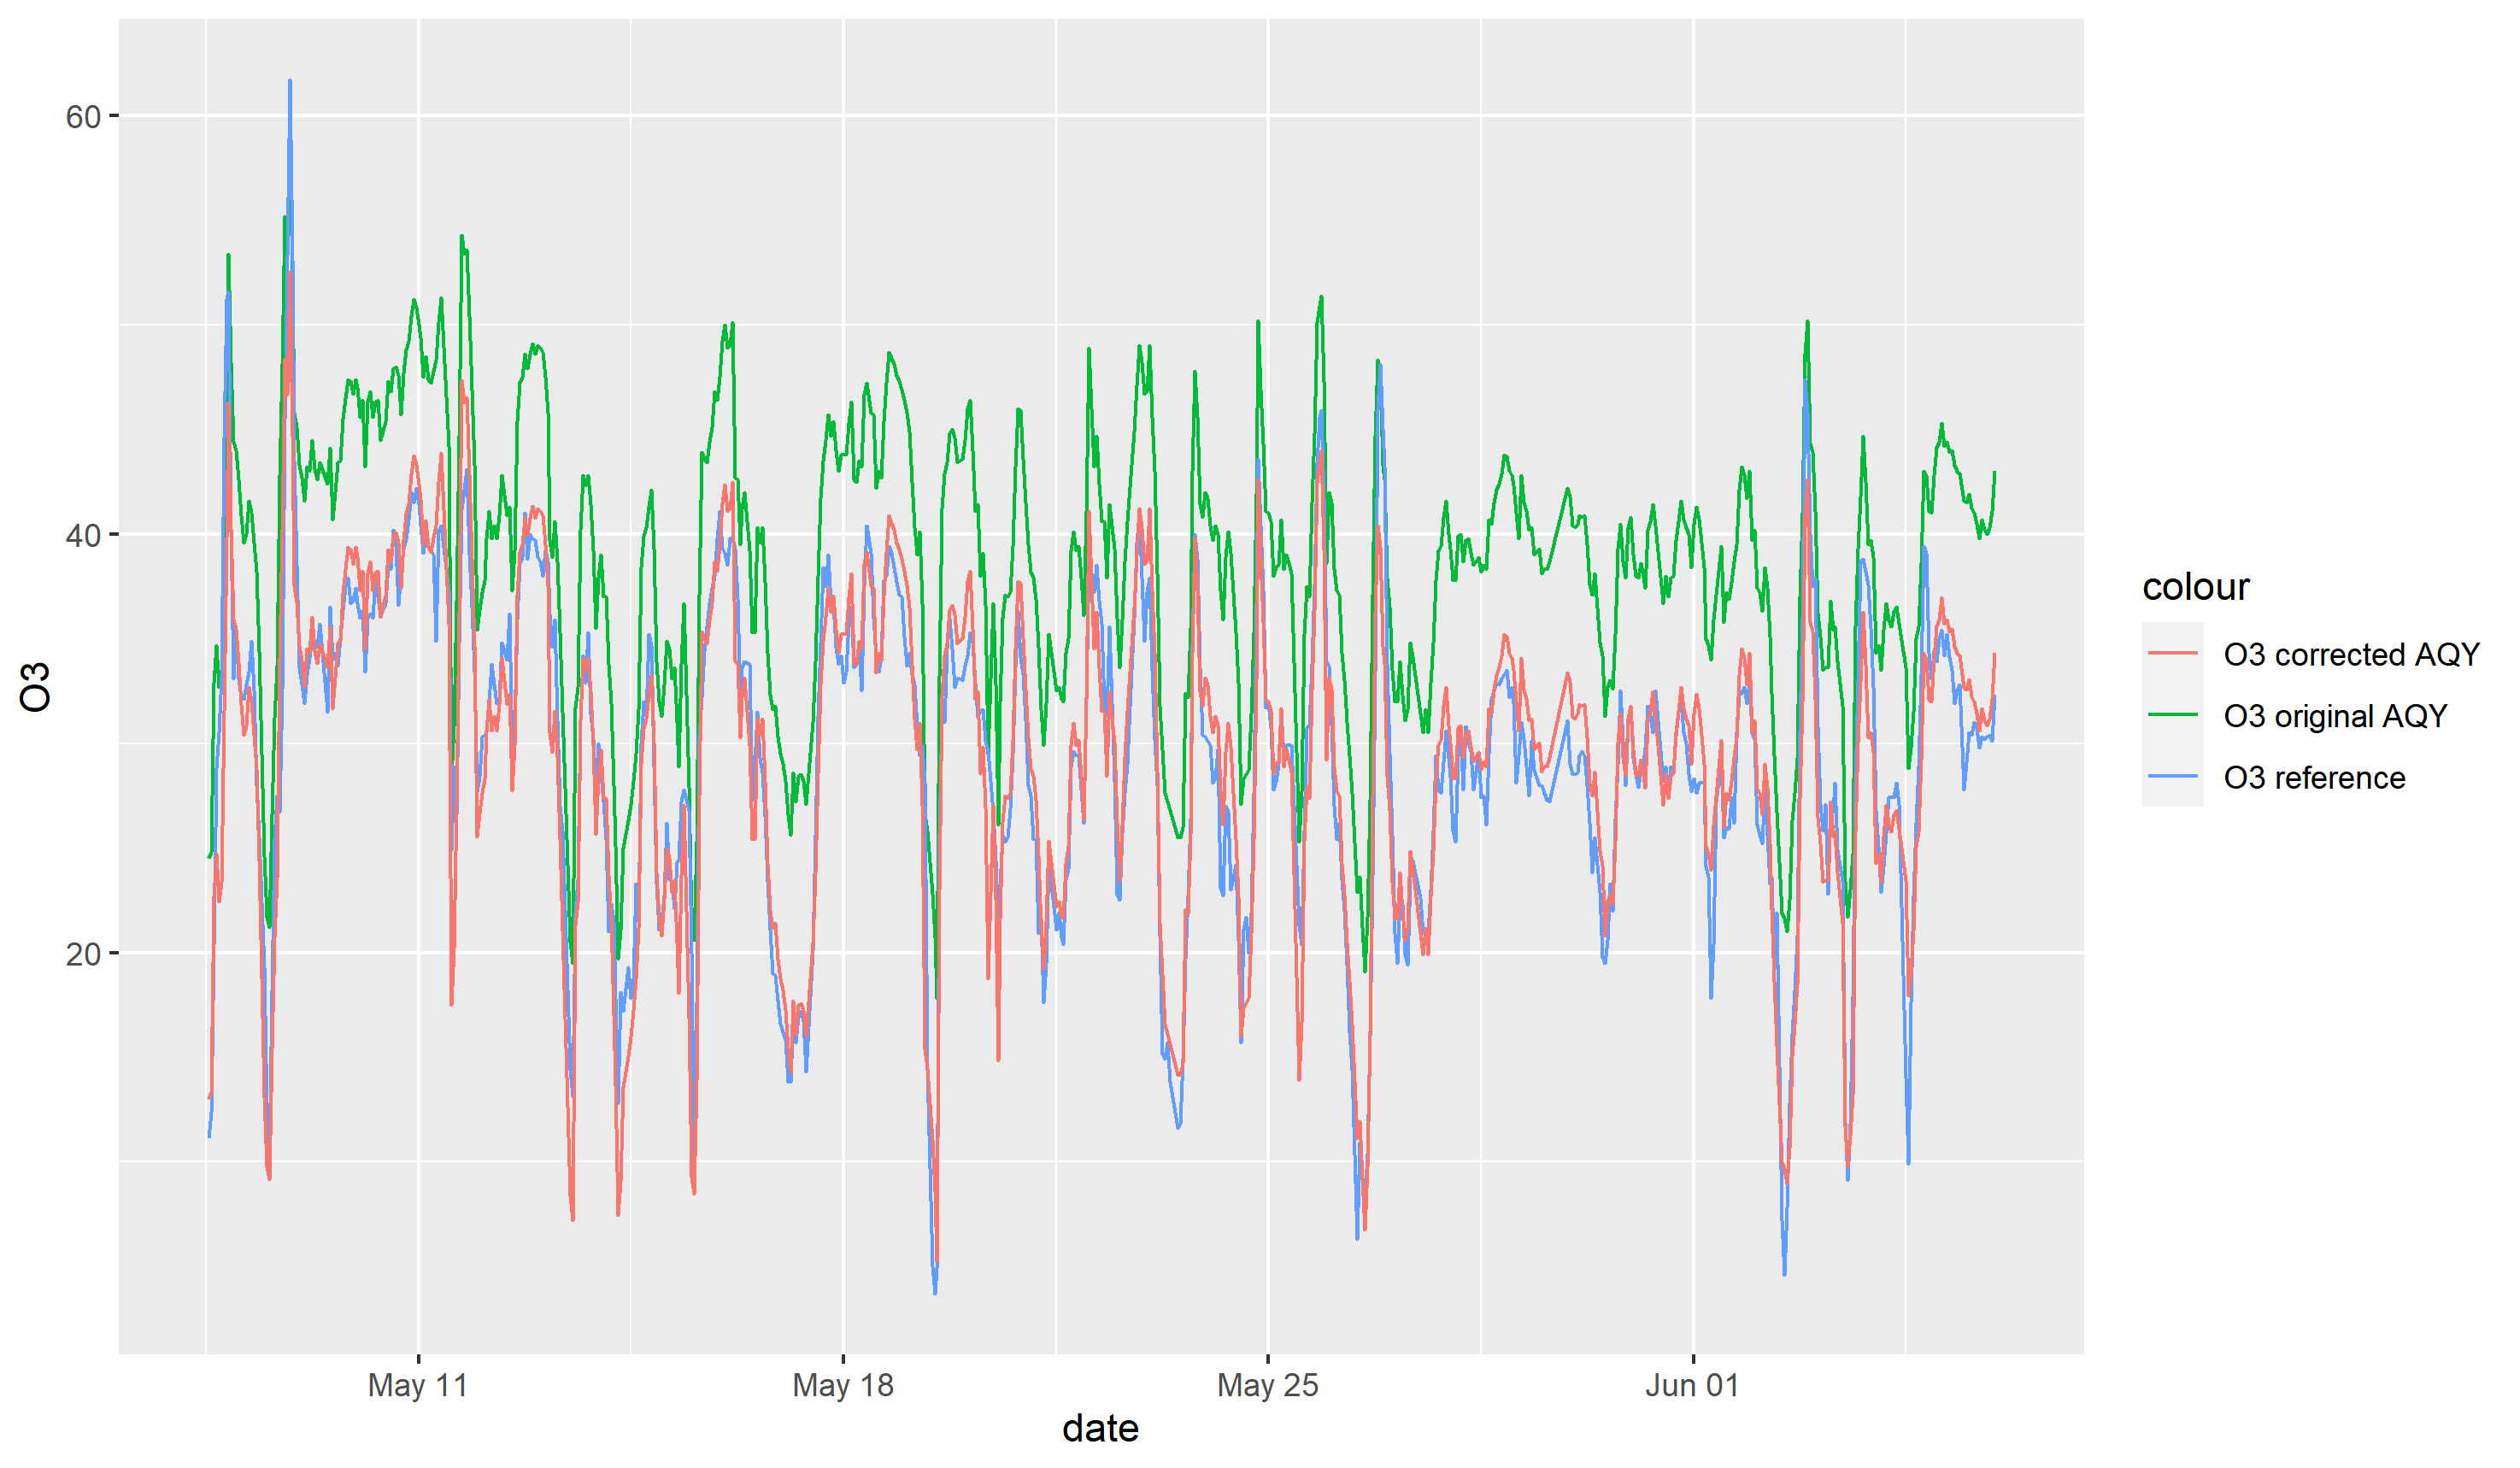 60
40
20
O3
May 11
May 18
May 25
Jun 01
date
colour
O3 corrected AQY
O3 original AQY
O3 reference